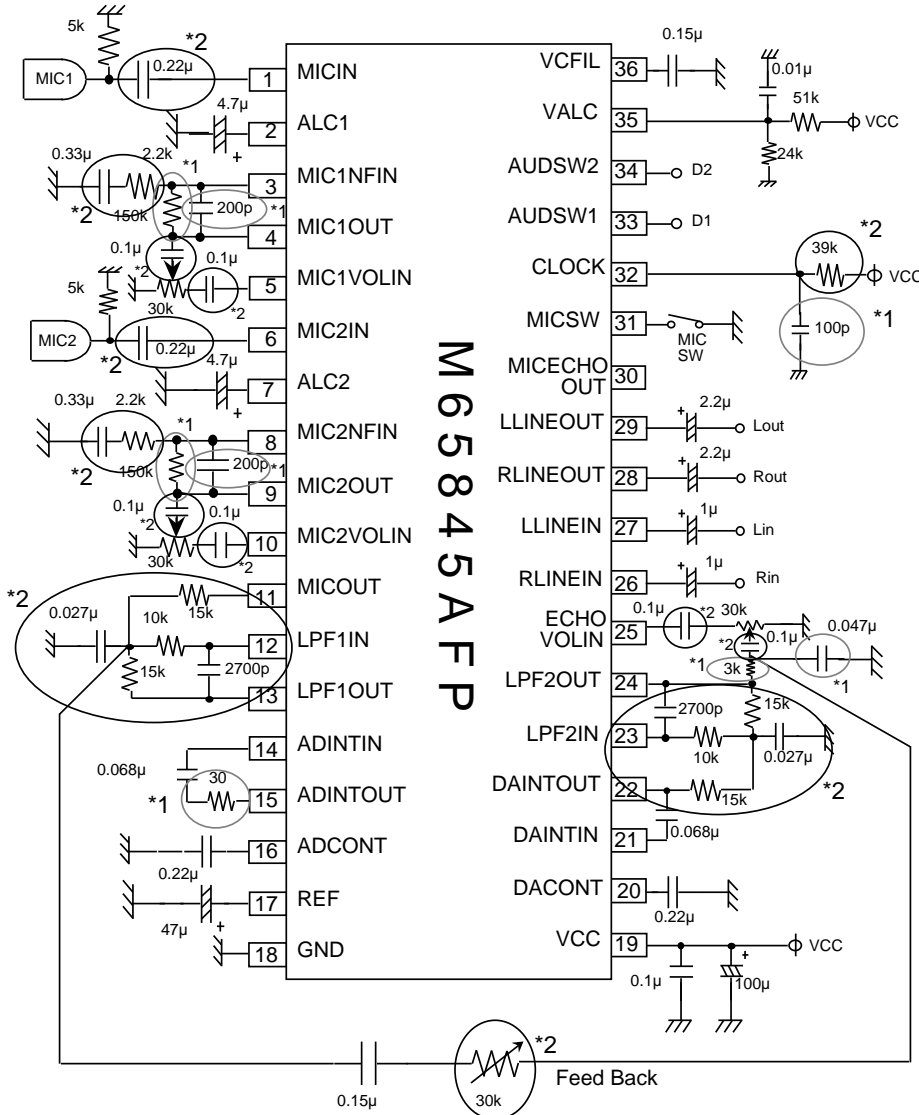 5k
*2
0.22µ
MIC1
1 MICIN
4.7µ
+
2 ALC1
0.33µ 2.2k
*1
3 MIC1NFIN
*2
150k
200p
*1
4 MIC1OUT
0.1µ
*2
0.1µ
5 MIC1VOLIN
5k
30k
*2
MIC2
0.22µ
6 MIC2IN
*2
4.7µ
+
7 ALC2
0.33µ 2.2k
*1
8 MIC2NFIN
*2
150k
200p
*1
9 MIC2OUT
0.1µ
*2
0.1µ
10 MIC2VOLIN
30k
*2
*2
11 MICOUT
15k
0.027µ
10k
12 LPF1IN
15k
2700p
13 LPF1OUT
14 ADINTIN
0.068µ
30
*1
15 ADINTOUT
16 ADCONT
0.22µ
17 REF
47µ
+
18 GND
M65845AFP
0.15µ
VCFIL 36
0.01µ
51k
VALC 35
VCC
24k
AUDSW2 34
D2
AUDSW1 33
D1
39k
*2
CLOCK 32
VCC
100p
*1
MICSW 31
MIC
SW
MICECHO
OUT 30
+
2.2µ
LLINEOUT 29
Lout
+
2.2µ
RLINEOUT 28
Rout
+
1µ
LLINEIN 27
Lin
+
1µ
RLINEIN 26
Rin
0.1µ
*2
30k
ECHO
VOLIN 25
*2
0.1µ
0.047µ
*1
3k
*1
LPF2OUT 24
15k
2700p
LPF2IN 23
10k
0.027µ
DAINTOUT 22
15k
*2
0.068µ
DAINTIN 21
DACONT 20
0.22µ
VCC 19
VCC
+
0.1µ
100µ
0.15µ
30k
*2
Feed Back